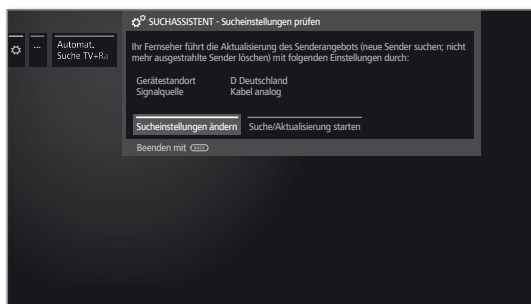 SUCHASSISTENT - Sucheinstellungen prüfen
...
Automat.
Suche TV+Ra
Ihr Fernseher führt die Aktualisierung des Senderangebots (neue Sender suchen; nicht
mehr ausgestrahlte Sender löschen) mit folgenden Einstellungen durch:
Gerätestandort D Deutschland
Signalquelle Kabel analog
Sucheinstellungen ändern Suche/Aktualisierung starten
Beenden mit